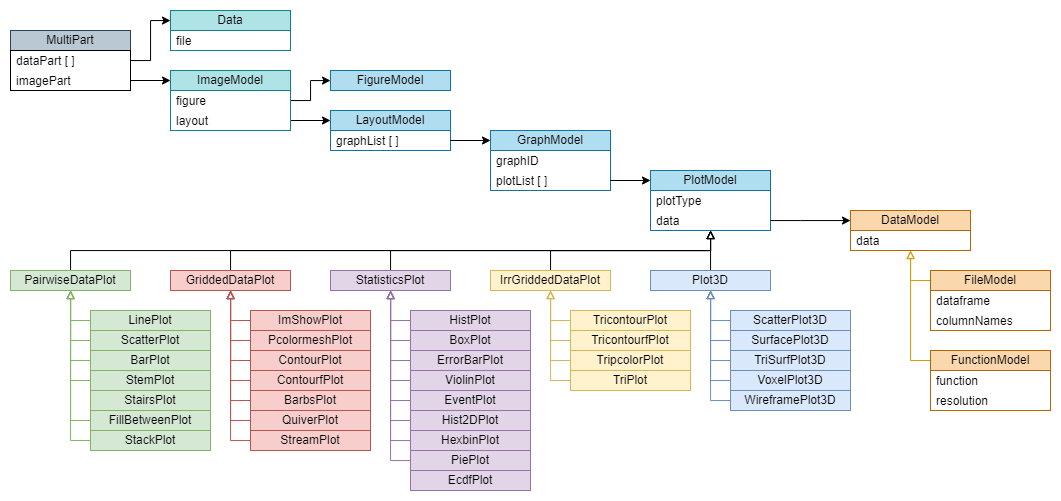 Data
file
MultiPart
dataPart [ ]
imagePart
ImageModel
figure
layout
FigureModel
LayoutModel
graphList [ ]
GraphModel
graphID
plotList [ ]
PlotModel
plotType
data
DataModel
data
FileModel
dataframe
columnNames
FunctionModel
function
resolution
PairwiseDataPlot
LinePlot
ScatterPlot
BarPlot
StemPlot
StairsPlot
FillBetweenPlot
StackPlot
GriddedDataPlot
ImShowPlot
PcolormeshPlot
ContourPlot
ContourfPlot
BarbsPlot
QuiverPlot
StreamPlot
StatisticsPlot
HistPlot
BoxPlot
ErrorBarPlot
ViolinPlot
EventPlot
Hist2DPlot
HexbinPlot
PiePlot
EcdfPlot
IrrGriddedDataPlot
TricontourPlot
TricontourfPlot
TripcolorPlot
TriPlot
Plot3D
ScatterPlot3D
SurfacePlot3D
TriSurfPlot3D
VoxelPlot3D
WireframePlot3D